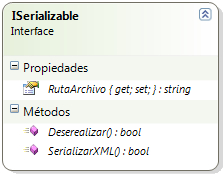 ISerializable
Interface
Propiedades
RutaArchivo { get; set; } : string
Métodos
Deserealizar() : bool
SerializarXML() : bool